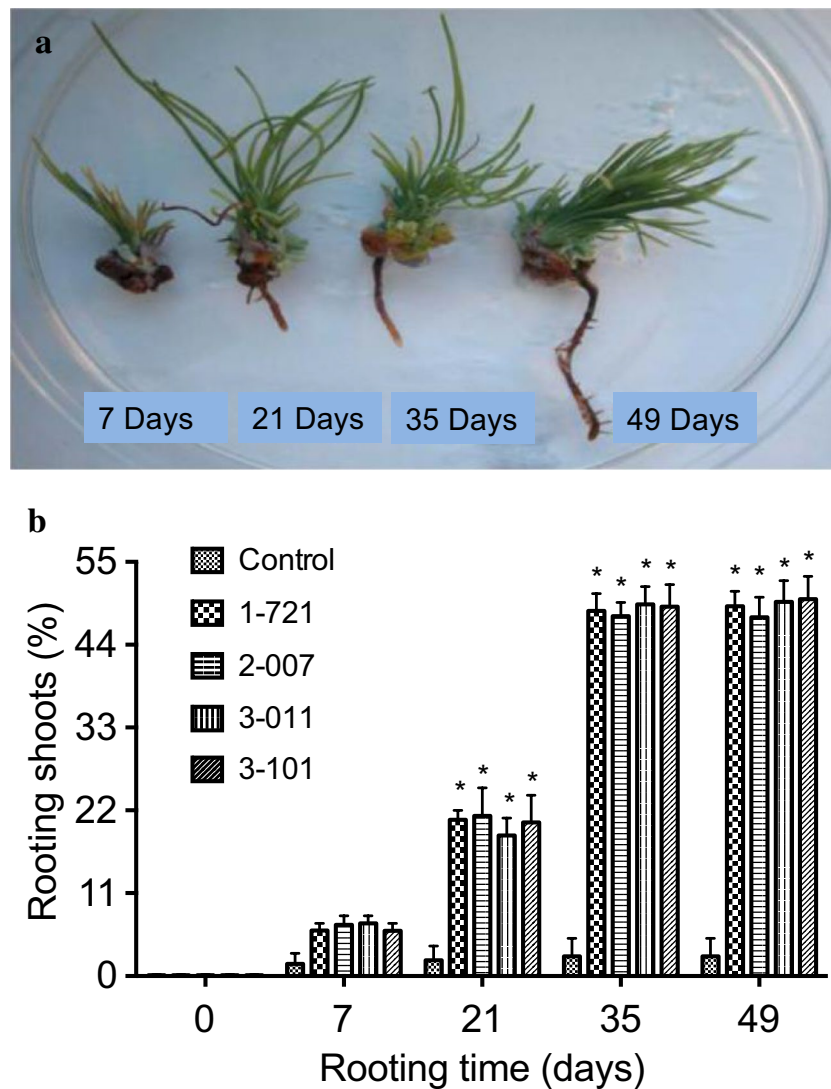 a
7 Days 21 Days 35 Days 49 Days
b
Control
1-721
2-007
3-011
3-101
55
44
33
22
11
0
Rooting shoots (%)
* * * *
* * * *
* * * *
0 7 21 35 49
Rooting time (days)